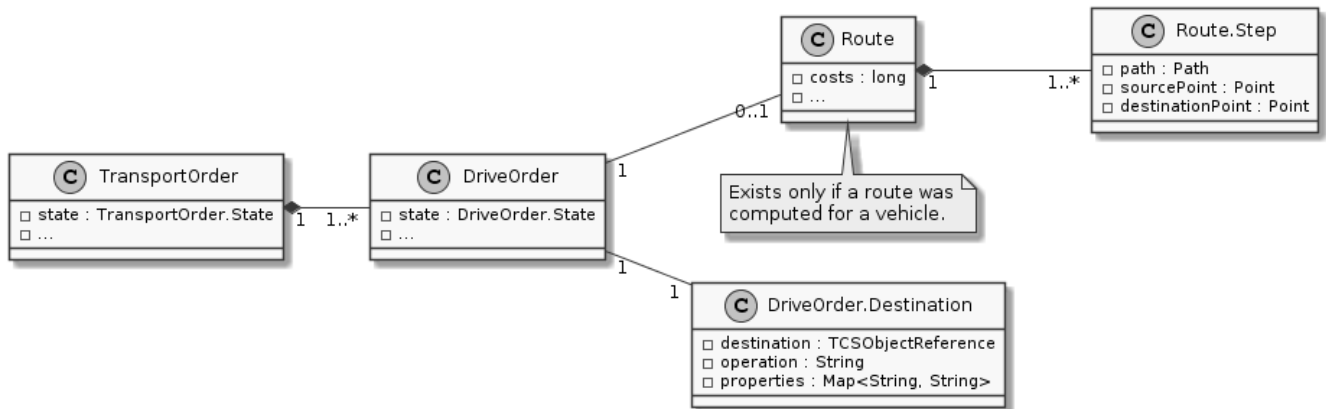 C Route
costs : long
...
C Route.Step
path : Path
sourcePoint : Point
destinationPoint : Point
1
1..*
0..1
1
Exists only if a route was
computed for a vehicle.
C TransportOrder
state : TransportOrder.State
...
1
1..*
C DriveOrder
state : DriveOrder.State
...
1
1
C DriveOrder.Destination
destination : TCSObjectReference
operation : String
properties : Map<String, String>